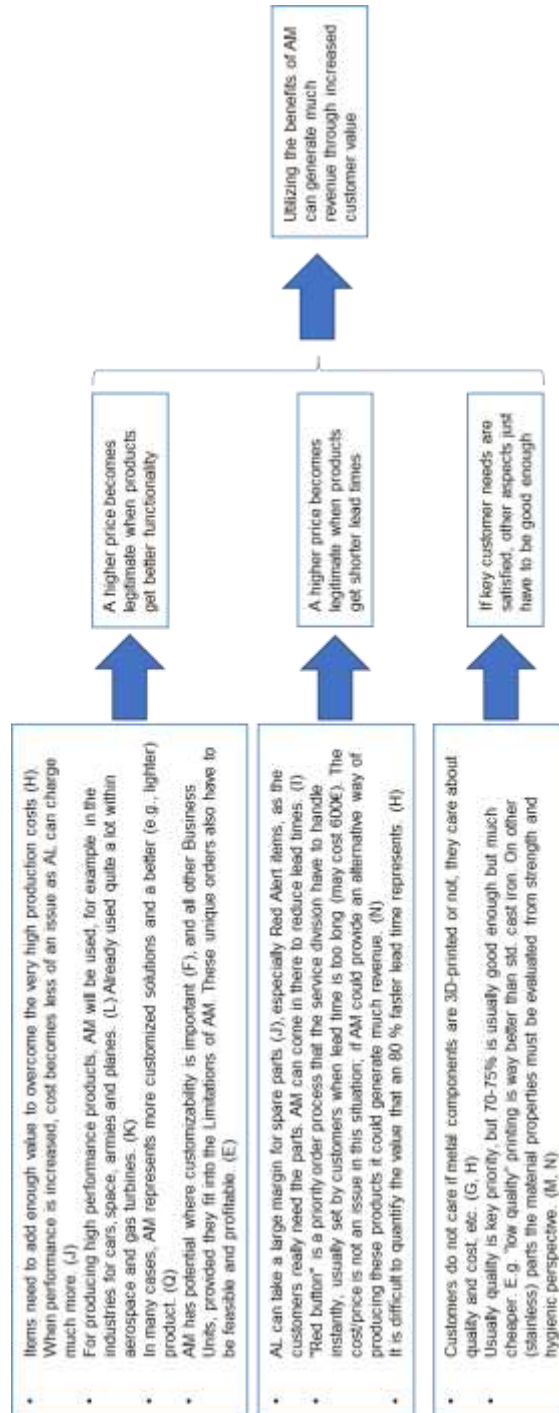 • Items need to add enough value to overcome the very high production costs (H).
When performance is increased, cost becomes less of an issue as AL can charge
much more. (J)
• For producing high performance products, AM will be used, for example in the
industries for cars, space, armies and planes. (L) Already used quite a lot within
aerospace and gas turbines. (K)
• In many cases, AM represents more customized solutions and a better (e.g., lighter)
product. (Q)
• AM has potential where customizability is important (F), and all other Business
Units, provided they fit into the Limitations of AM. These unique orders also have to
be feasible and profitable. (E)
A higher price becomes
legitimate when products
get better functionality
• AL can take a large margin for spare parts (J), especially Red Alert items, as the
customers really need the parts. AM can come in there to reduce lead times. (I)
• "Red button" is a priority order process that the service division have to handle
instantly, usually set by customers when lead time is too long (may cost 600€). The
cost/price is not an issue in this situation; if AM could provide an alternative way of
producing these products it could generate much revenue. (N)
• It is difficult to quantify the value that an 80 % faster lead time represents. (H)
A higher price becomes
legitimate when products
get shorter lead times
• Customers do not care if metal components are 3D-printed or not, they care about
quality and cost, etc. (G, H)
• Usually quality is key priority, but 70-75% is usually good enough but much
cheaper. E.g. "low quality" printing is way better than std. cast iron. On other
(stainless) parts the material properties must be evaluated from strength and
hygienic perspective. (M, N)
If key customer needs are
satisfied, other aspects just
have to be good enough
Utilizing the benefits of AM
can generate much
revenue through increased
customer value